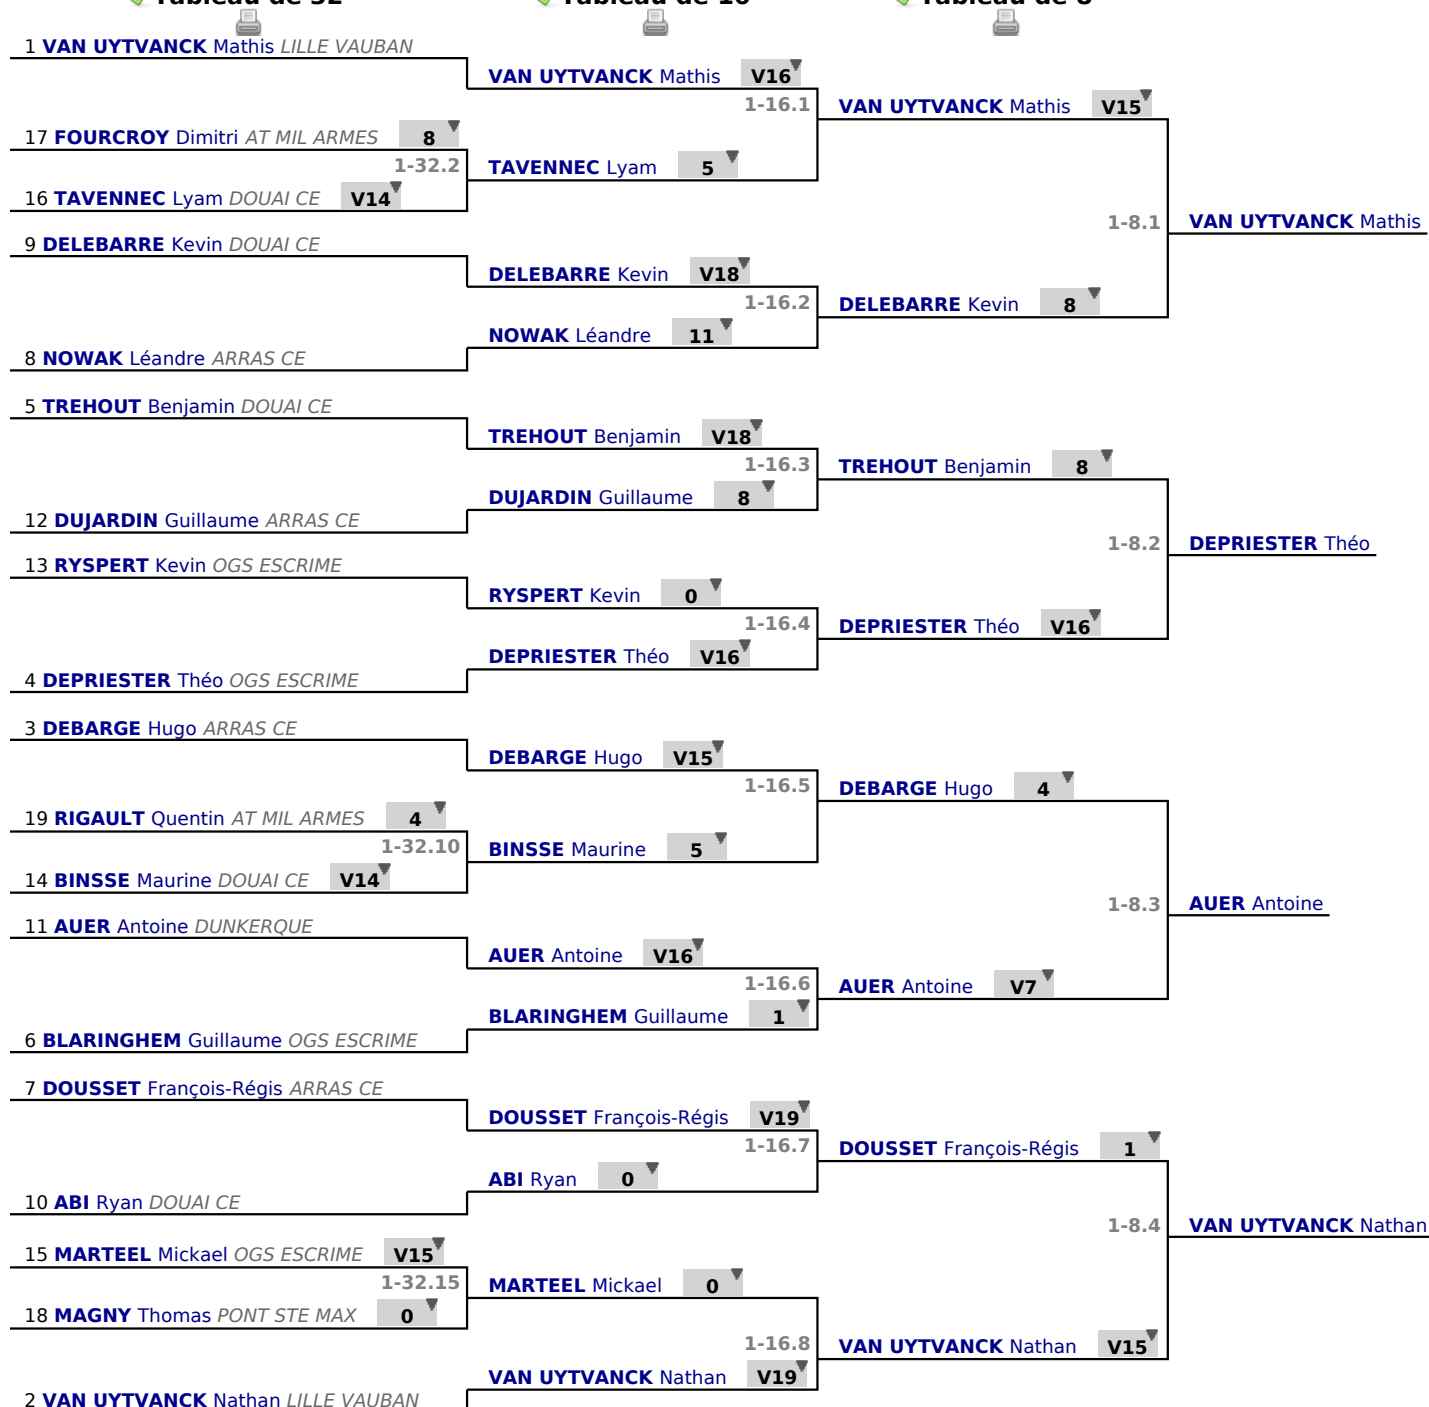 Tableau de 32
Tableau de 16
Tableau de 8
1 VAN UYTVANCK Mathis LILLE VAUBAN
VAN UYTVANCK Mathis V16
1-16.1
VAN UYTVANCK Mathis V15
17 FOURCROY Dimitri AT MIL ARMES 8
1-32.2
TAVENNEC Lyam 5
16 TAVENNEC Lyam DOUAI CE V14
1-8.1
VAN UYTVANCK Mathis
9 DELEBARRE Kevin DOUAI CE
DELEBARRE Kevin V18
1-16.2
DELEBARRE Kevin 8
NOWAK Léandre 11
8 NOWAK Léandre ARRAS CE
5 TREHOUT Benjamin DOUAI CE
TREHOUT Benjamin V18
1-16.3
TREHOUT Benjamin 8
DUJARDIN Guillaume 8
12 DUJARDIN Guillaume ARRAS CE
1-8.2
DEPRIESTER Théo
13 RYSPERT Kevin OGS ESCRIME
RYSPERT Kevin 0
1-16.4
DEPRIESTER Théo V16
DEPRIESTER Théo V16
4 DEPRIESTER Théo OGS ESCRIME
3 DEBARGE Hugo ARRAS CE
DEBARGE Hugo V15
1-16.5
DEBARGE Hugo 4
19 RIGAULT Quentin AT MIL ARMES 4
1-32.10
BINSSE Maurine 5
14 BINSSE Maurine DOUAI CE V14
1-8.3
AUER Antoine
11 AUER Antoine DUNKERQUE
AUER Antoine V16
1-16.6
AUER Antoine V7
BLARINGHEM Guillaume 1
6 BLARINGHEM Guillaume OGS ESCRIME
7 DOUSSET François-Régis ARRAS CE
DOUSSET François-Régis V19
1-16.7
DOUSSET François-Régis 1
ABI Ryan 0
10 ABI Ryan DOUAI CE
1-8.4
VAN UYTVANCK Nathan
15 MARTEEL Mickael OGS ESCRIME V15
1-32.15
MARTEEL Mickael 0
18 MAGNY Thomas PONT STE MAX 0
1-16.8
VAN UYTVANCK Nathan V15
VAN UYTVANCK Nathan V19
2 VAN UYTVANCK Nathan LILLE VAUBAN